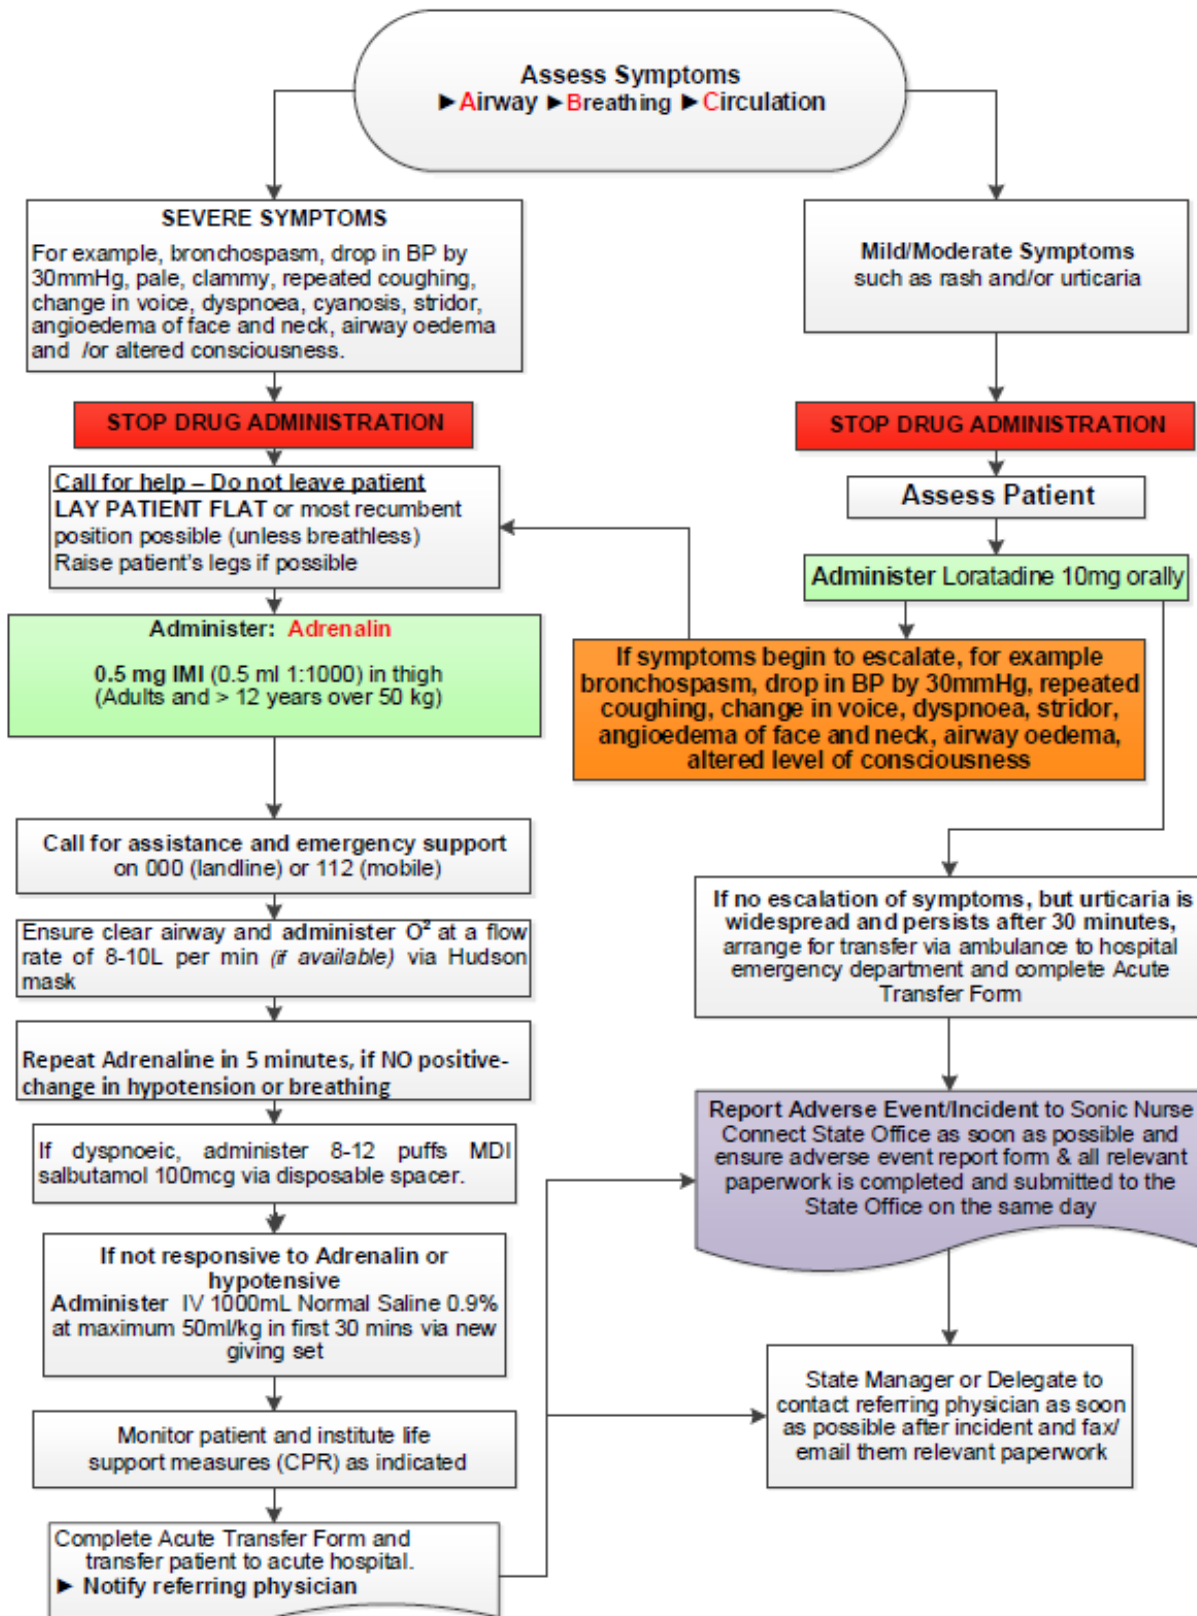 Assess Symptoms
►Airway ►Breathing ►Circulation
SEVERE SYMPTOMS
For example, bronchospasm, drop in BP by
30mmHg, pale, clammy, repeated coughing,
change in voice, dyspnoea, cyanosis, stridor,
angioedema of face and neck, airway oedema
and /or altered consciousness.
STOP DRUG ADMINISTRATION
Call for help – Do not leave patient
LAY PATIENT FLAT or most recumbent
position possible (unless breathless)
Raise patient's legs if possible
Administer: Adrenalin
0.5 mg IMI (0.5 ml 1:1000) in thigh
(Adults and > 12 years over 50 kg)
Call for assistance and emergency support
on 000 (landline) or 112 (mobile)
Ensure clear airway and administer O² at a flow
rate of 8-10L per min (if available) via Hudson
mask
Repeat Adrenaline in 5 minutes, if NO positive-
change in hypotension or breathing
If dyspnoeic, administer 8-12 puffs MDI
salbutamol 100mcg via disposable spacer.
If not responsive to Adrenalin or
hypotensive
Administer IV 1000mL Normal Saline 0.9%
at maximum 50ml/kg in first 30 mins via new
giving set
Monitor patient and institute life
support measures (CPR) as indicated
Complete Acute Transfer Form and
transfer patient to acute hospital.
► Notify referring physician
Mild/Moderate Symptoms
such as rash and/or urticaria
STOP DRUG ADMINISTRATION
Assess Patient
Administer Loratadine 10mg orally
If symptoms begin to escalate, for example
bronchospasm, drop in BP by 30mmHg, repeated
coughing, change in voice, dyspnoea, stridor,
angioedema of face and neck, airway oedema,
altered level of consciousness
If no escalation of symptoms, but urticaria is
widespread and persists after 30 minutes,
arrange for transfer via ambulance to hospital
emergency department and complete Acute
Transfer Form
Report Adverse Event/Incident to Sonic Nurse
Connect State Office as soon as possible and
ensure adverse event report form & all relevant
paperwork is completed and submitted to the
State Office on the same day
State Manager or Delegate to
contact referring physician as soon
as possible after incident and fax/
email them relevant paperwork